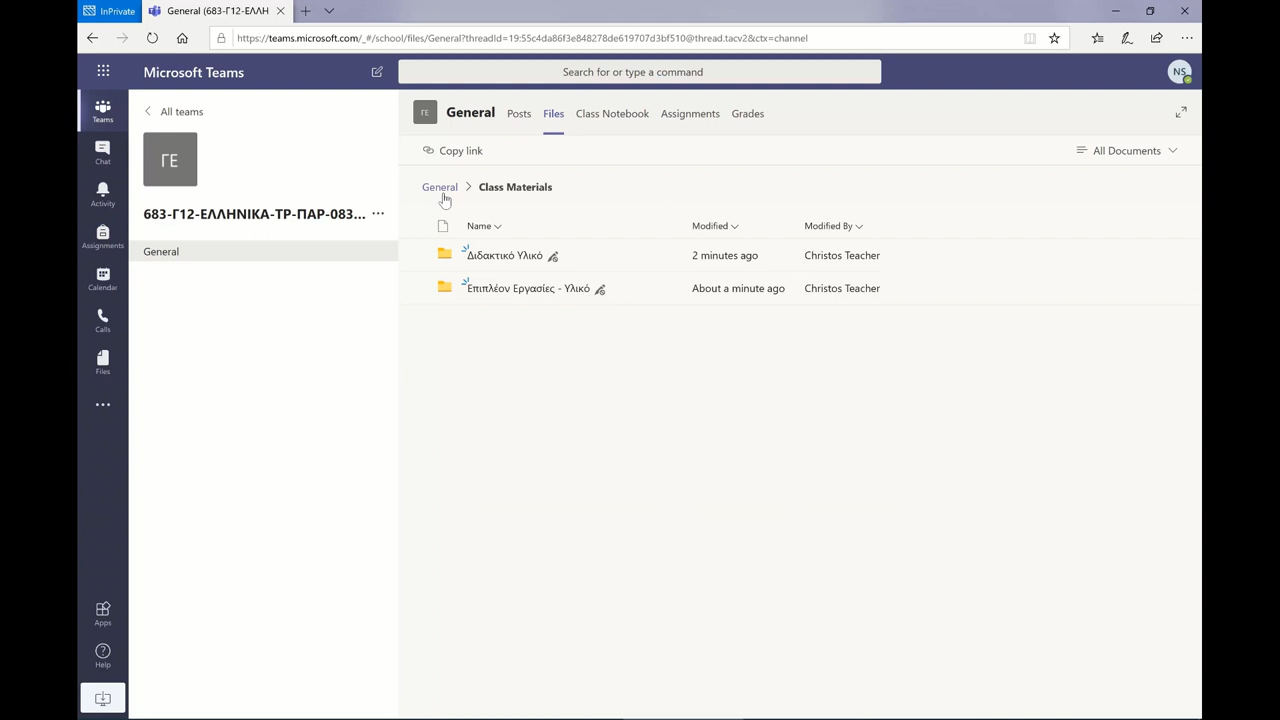 InPrivate
General (683-Γ12-ΕΛΛΗ
https://teams.microsoft.com/_#/school/files/General?threadId=19:55c4da86f3e848278de619707d3bf510@thread.tacv2&ctx=channel
Microsoft Teams
Search for or type a command
NS
Teams
Chat
Activity
Assignments
Calendar
Calls
Files
Apps
Help
All teams
ΓΕ
683-Γ12-ΕΛΛΗΝΙΚΑ-ΤΡ-ΠΑΡ-083...
General
ΓΕ General Posts Files Class Notebook Assignments Grades
Copy link All Documents
General > Class Materials
Name Modified Modified By
Διδακτικό Υλικό 2 minutes ago Christos Teacher
Επιπλέον Εργασίες - Υλικό About a minute ago Christos Teacher